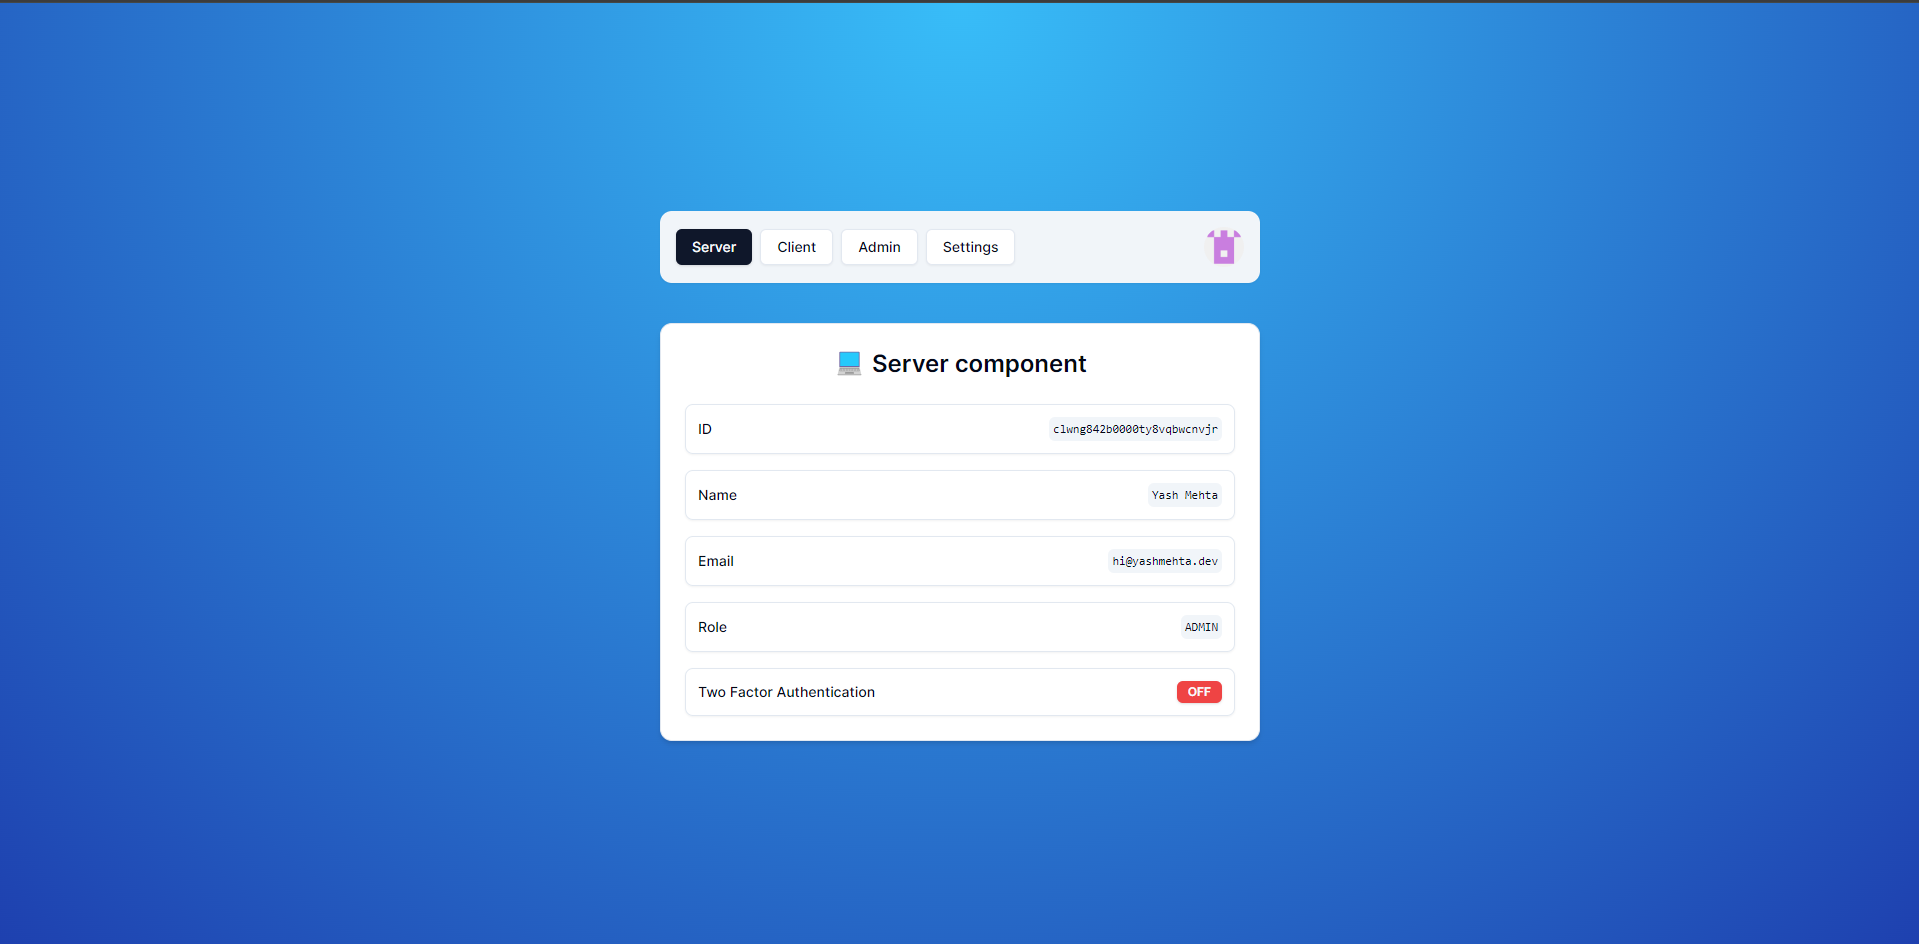 Server Client Admin Settings
Server component
ID clwng842b0000ty8vqbwcnvjr
Name Yash Mehta
Email hi@yashmehta.dev
Role ADMIN
Two Factor Authentication OFF